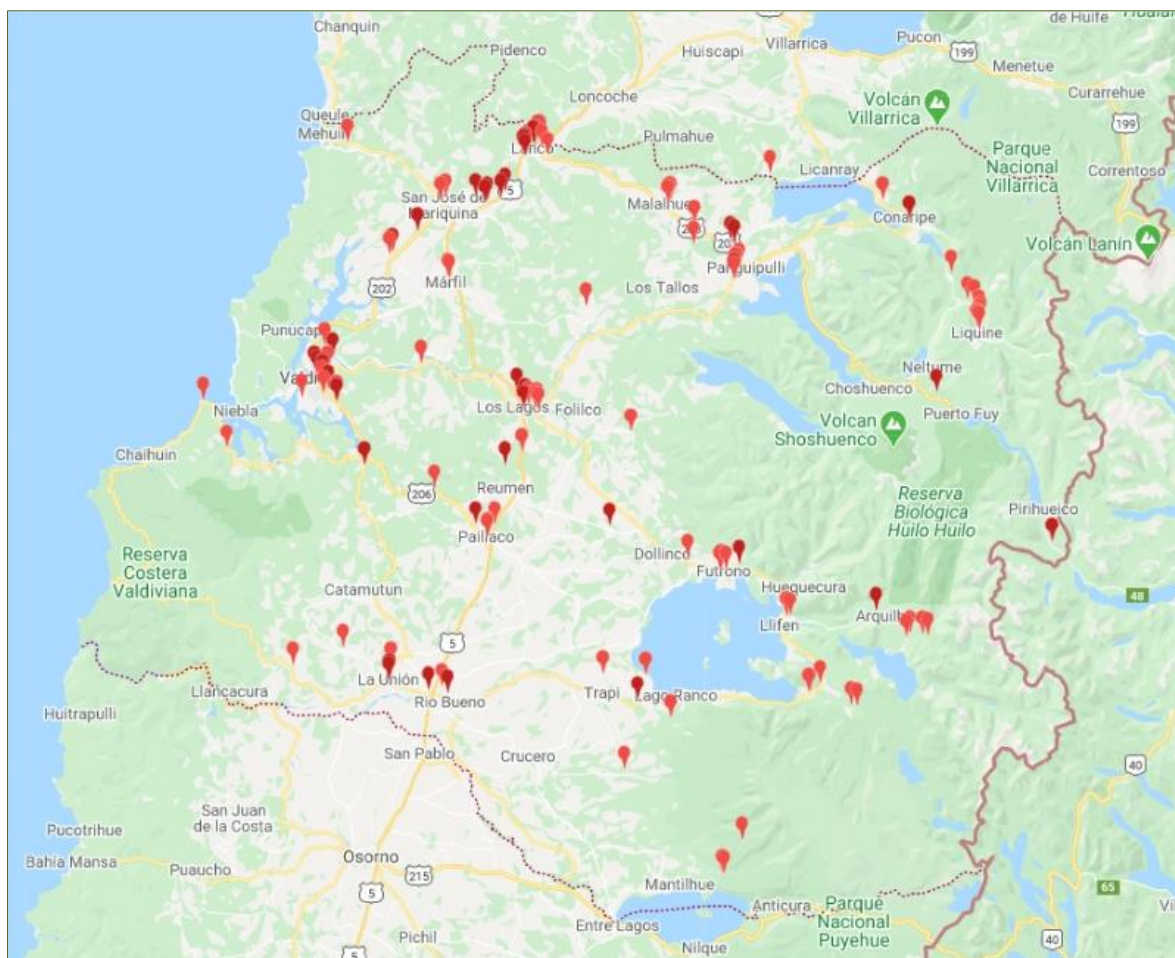 de Huife
Chanquin
Pidenco
Huiscapi
Villarrica
Pucon
199
Menetue
Loncoche
Volcán
Villarrica
Curarrehue
199
Queule
Mehuin
Lanco
Pulmahue
Parque
Nacional
Villarrica
Licanray
Correntoso
5
San José de
Mariquina
Malalhue
Conaripe
203
Volcán Lanín
Panguipulli
202
Máfil
Los Tallos
Punucapa
Liquine
Neltume
Choshuenco
Niebla
Los Lagos
Folilco
Puerto Fuy
Volcan
Shoshuenco
Chaihuin
206
Reumen
Reserva
Biológica
Huilo Huilo
Pirihueico
Paillaco
Dollinco
Futrono
Reserva
Costera
Valdiviana
Catamutun
Huequecura
48
Llifen
5
La Unión
Trapi
Lago Ranco
Llancacura
Rio Bueno
Huitrapulli
San Pablo
Crucero
40
San Juan
de la Costa
Pucotrihue
Bahía Mansa
Puaucho
Osorno
5
215
Mantilhue
65
Anticura
Parque
Nacional
Puyehue
Entre Lagos
Pichil
Nilque
5
40